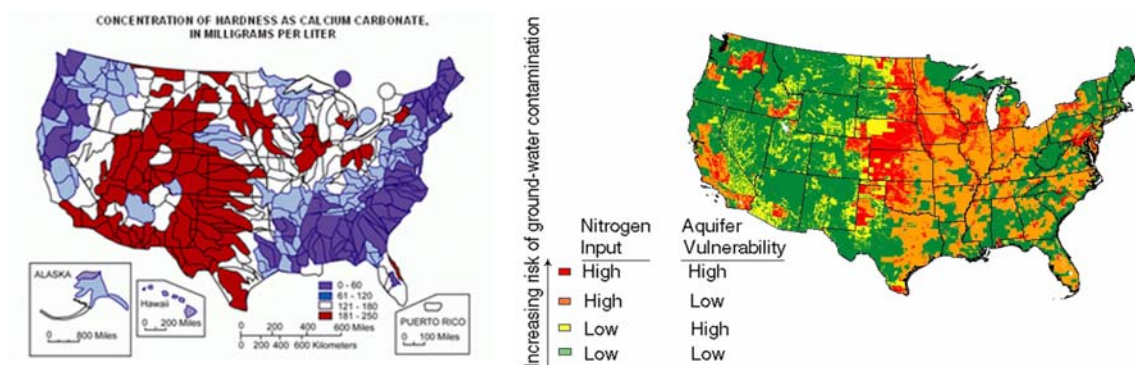 CONCENTRATION OF HARDNESS AS CALCIUM CARBONATE,
IN MILLIGRAMS PER LITER
ALASKA
0 800 Miles
Hawaii
0 200 Miles
0 - 60
61 - 120
121 - 180
181 - 250
0 200 400 600 Miles
0 200 400 600 Kilometers
PUERTO RICO
0 100 Miles
Increasing risk of ground-water contamination
Nitrogen Aquifer
Input Vulnerability
High High
High Low
Low High
Low Low